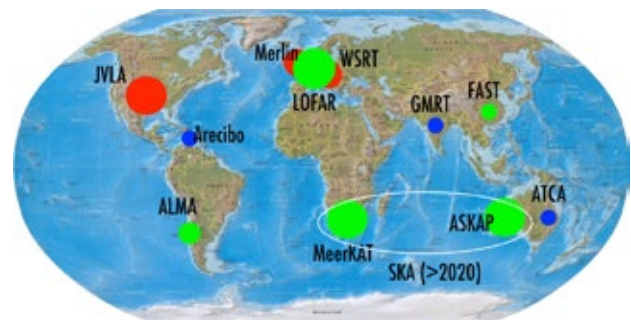 Merlin
WSRT
JVLA
LOFAR
GMRT
FAST
Arecibo
ALMA
ATCA
ASKAP
MeerKAT
SKA (>2020)